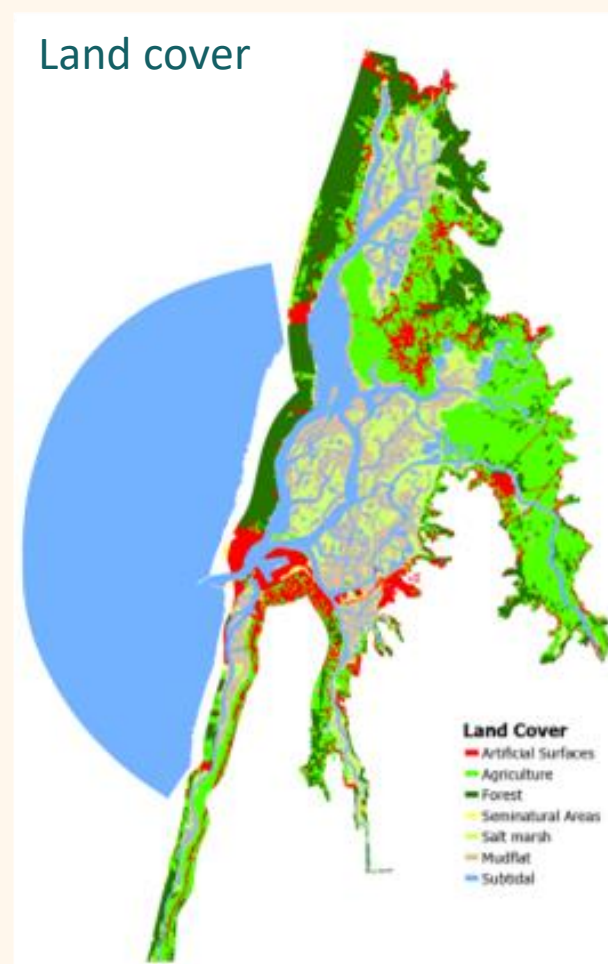 Land cover
Land Cover
Artificial Surfaces
Agriculture
Forest
Seminatural Areas
Salt marsh
Mudflat
Subtidal